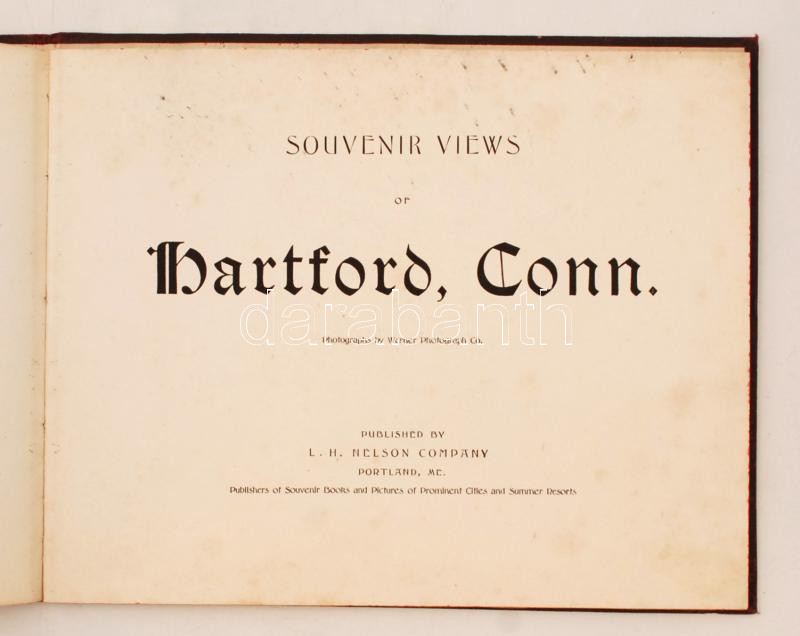 SOUVENIR VIEWS
OF
Hartford, Conn.
darabanth
Photographs by Werner Photograph Co.
PUBLISHED BY
L. H. NELSON COMPANY
PORTLAND, ME.
Publishers of Souvenir Books and Pictures of Prominent Cities and Summer Resorts